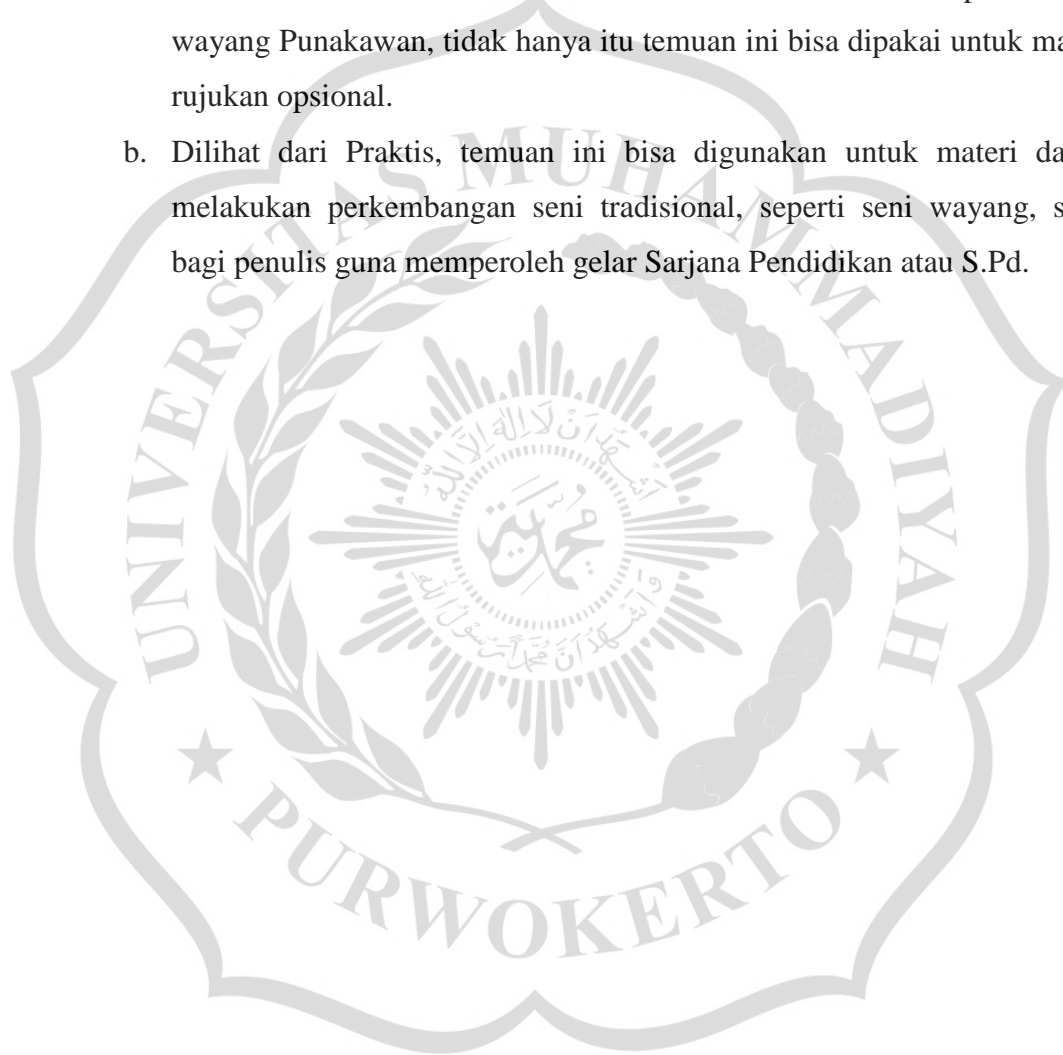 wayang Punakawan, tidak hanya itu temuan ini bisa dipakai untuk
rujukan opsional.
b. Dilihat dari Praktis, temuan ini bisa digunakan untuk materi
melakukan perkembangan seni tradisional, seperti seni wayang,
bagi penulis guna memperoleh gelar Sarjana Pendidikan atau S.Pd.
UNIVERSITAS MUHAMMADIYAH
PURWOKERTO